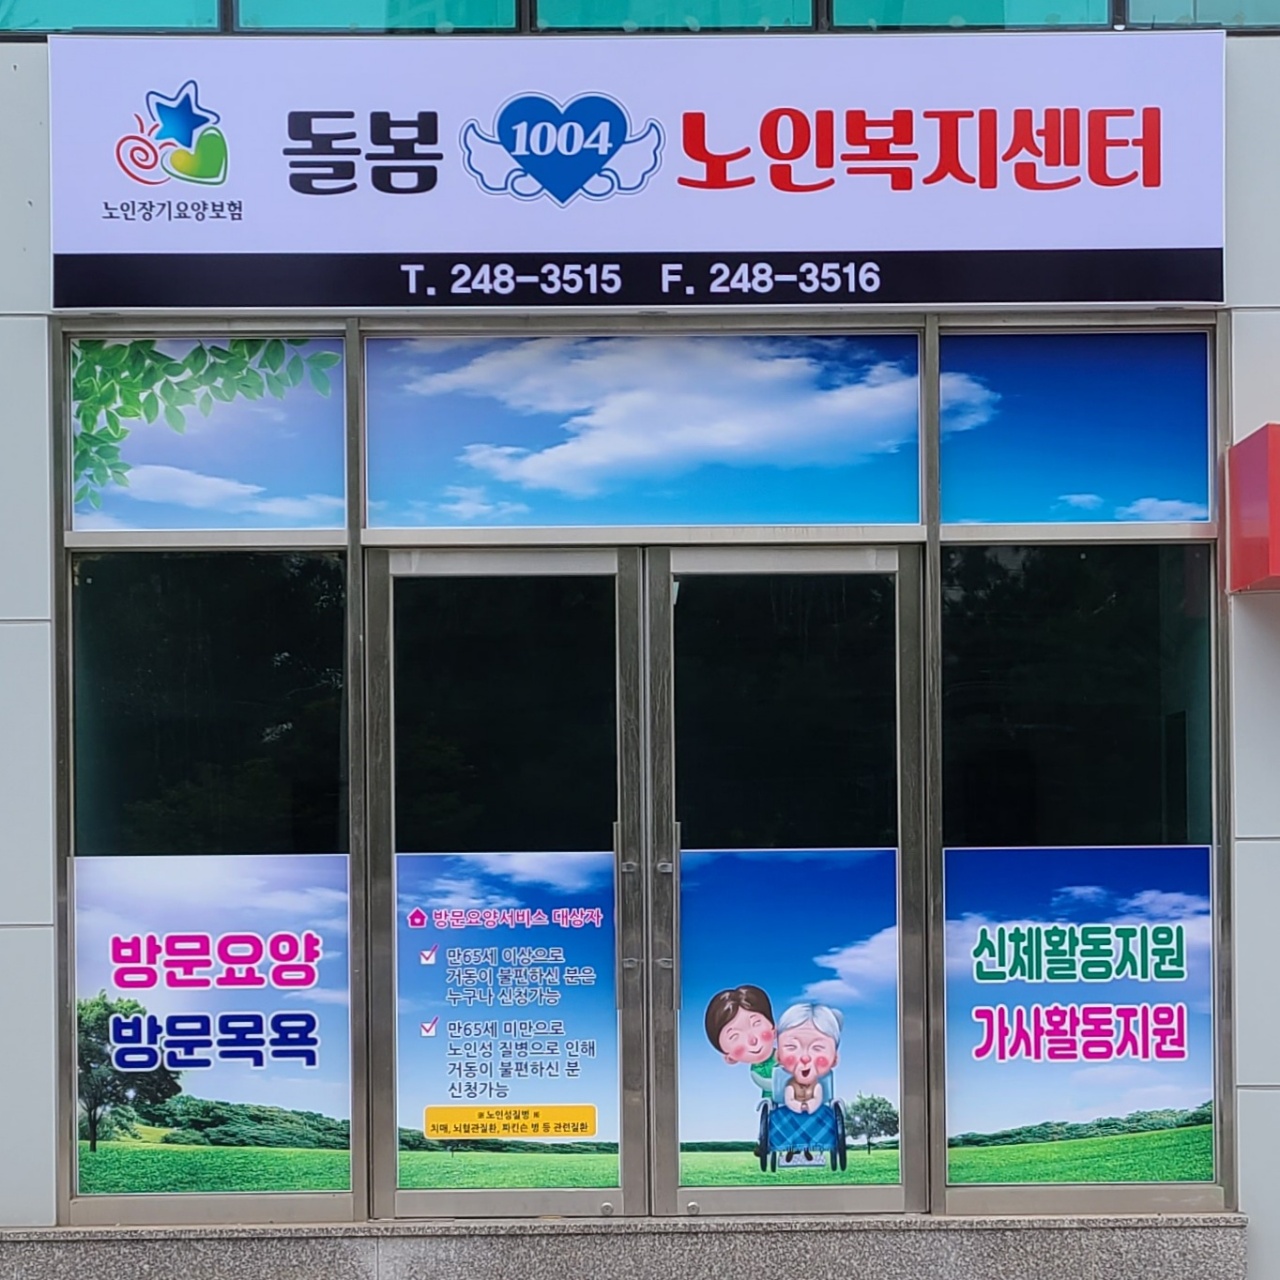 돌봄 1004 노인복지센터
노인장기요양보험
T. 248-3515 F. 248-3516
방문요양
방문목욕
방문요양서비스 대상자
만65세 이상으로
거동이 불편하신 분은
누구나 신청가능
만65세 미만으로
노인성 질병으로 인해
거동이 불편하신 분
신청가능
※ 노인성질병 ※
치매, 뇌혈관질환, 파킨슨 병 등 관련질환
신체활동지원
가사활동지원